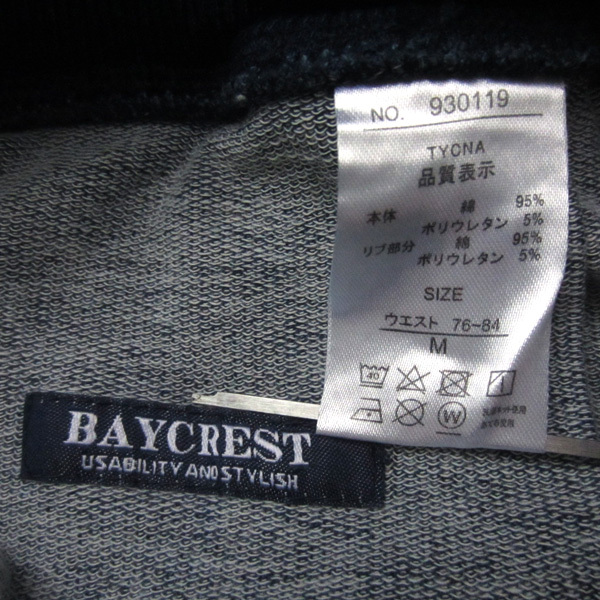 NO. 930119
TYCNA
品質表示
本体 綿 95%
ポリウレタン 5%
リブ部分 綿 95%
ポリウレタン 5%
SIZE
ウエスト 76-84
M
40
W
BAYCREST
USABILITY AND STYLISH